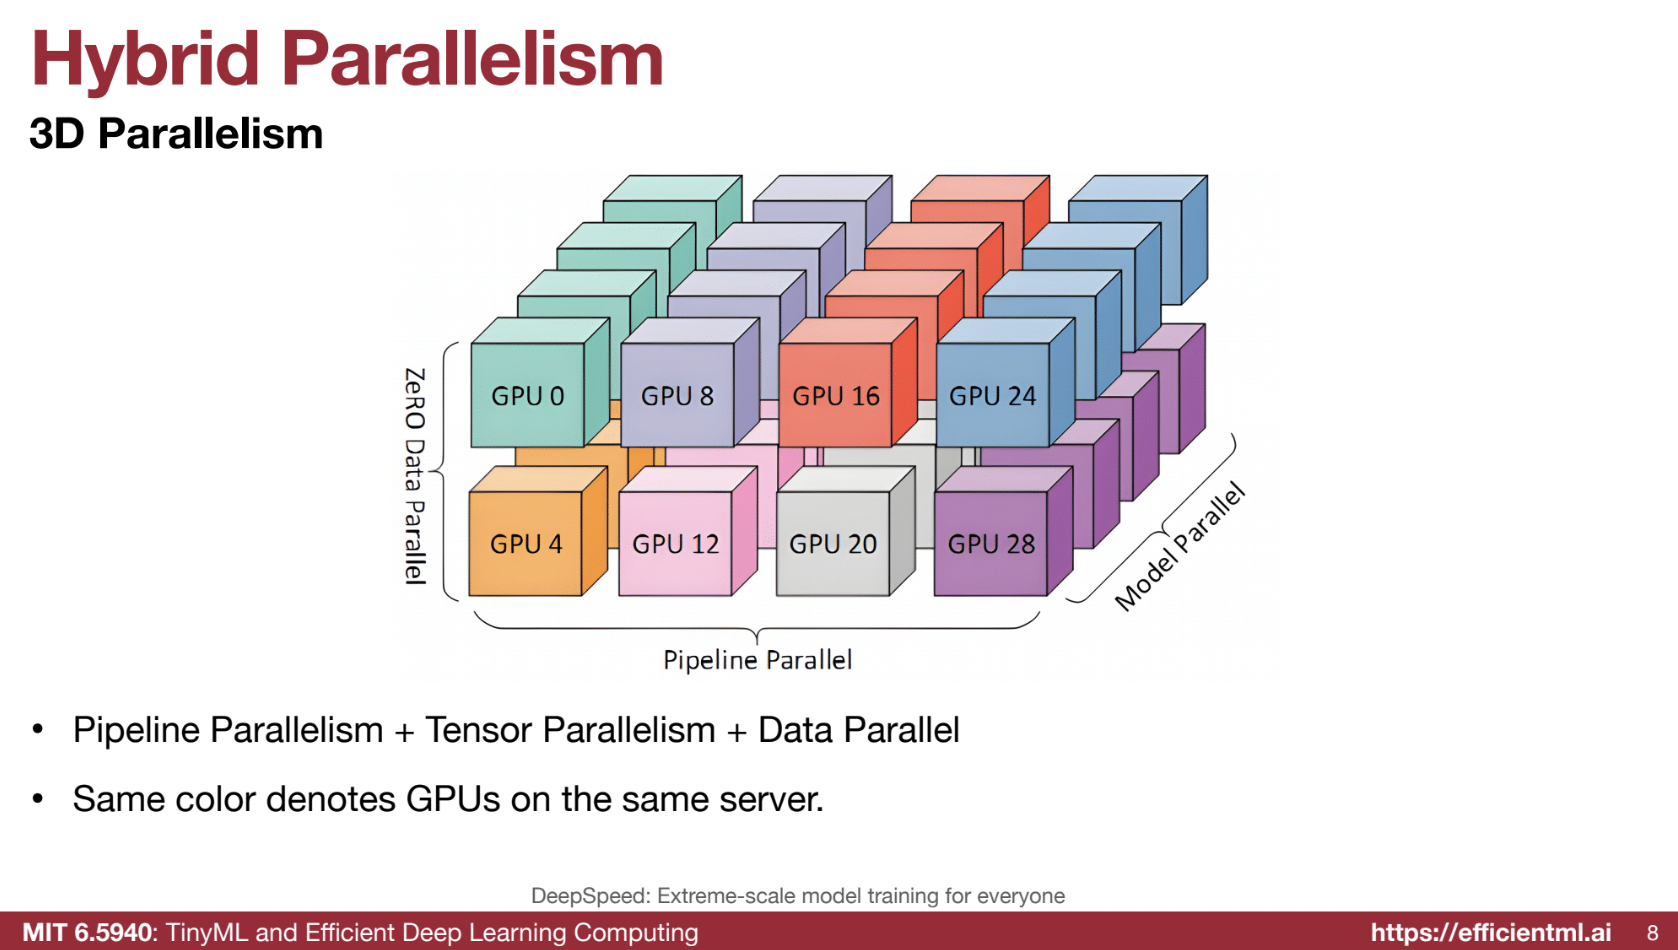 Hybrid Parallelism
3D Parallelism
GPU 0
GPU 8
GPU 16
GPU 24
GPU 4
GPU 12
GPU 20
GPU 28
ZeRO Data Parallel
Model Parallel
Pipeline Parallel
• Pipeline Parallelism + Tensor Parallelism + Data Parallel
• Same color denotes GPUs on the same server.
DeepSpeed: Extreme-scale model training for everyone
MIT 6.5940: TinyML and Efficient Deep Learning Computing
https://efficientml.ai
8